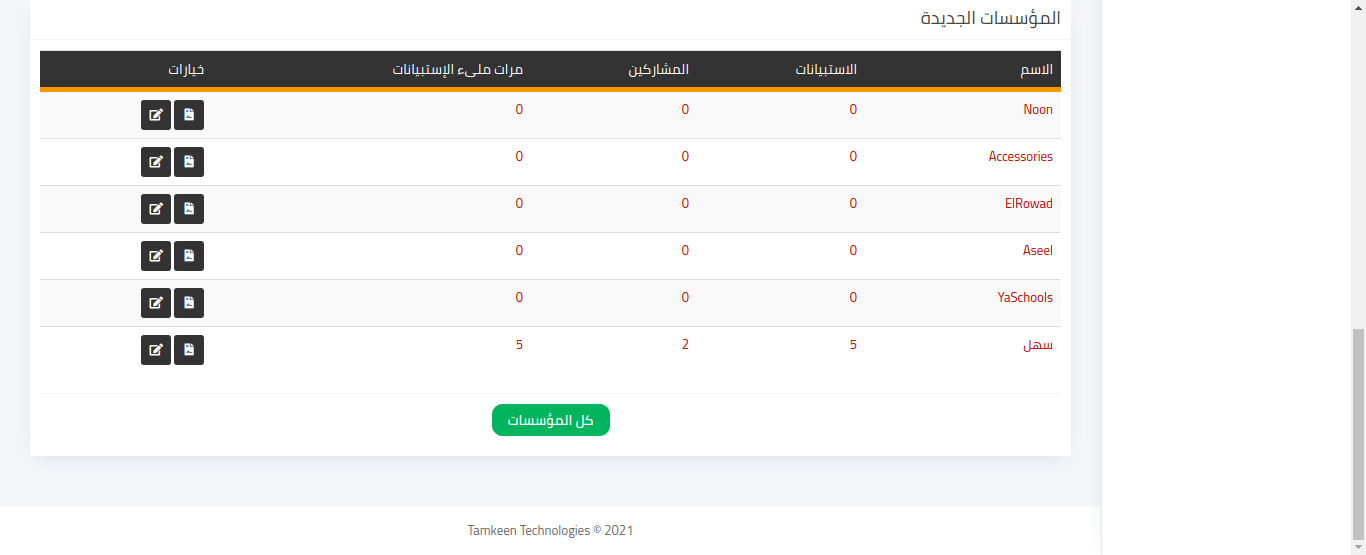 المؤسسات الجديدة
الاسم الاستبيانات المشاركين مرات ملىء الإستبيانات خيارات
Noon 0 0 0
Accessories 0 0 0
ElRowad 0 0 0
Aseel 0 0 0
YaSchools 0 0 0
سهل 5 2 5
كل المؤسسات
Tamkeen Technologies © 2021